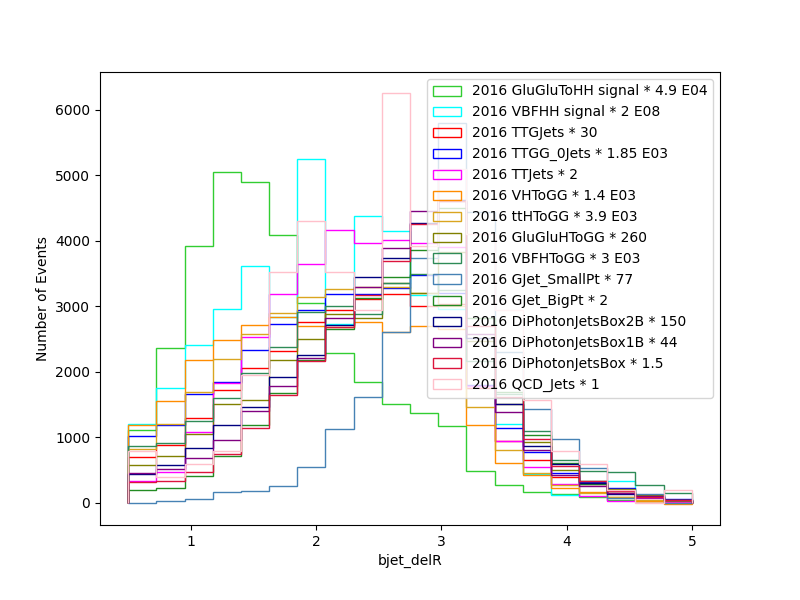 2016 GluGluToHH signal * 4.9 E04
2016 VBFHH signal * 2 E08
2016 TTGJets * 30
2016 TTGG_0Jets * 1.85 E03
2016 TTJets * 2
2016 VHToGG * 1.4 E03
2016 ttHToGG * 3.9 E03
2016 GluGluHToGG * 260
2016 VBFHToGG * 3 E03
2016 GJet_SmallPt * 77
2016 GJet_BigPt * 2
2016 DiPhotonJetsBox2B * 150
2016 DiPhotonJetsBox1B * 44
2016 DiPhotonJetsBox * 1.5
2016 QCD_Jets * 1
6000
5000
4000
3000
2000
1000
0
Number of Events
1 2 3 4 5
bjet_delR